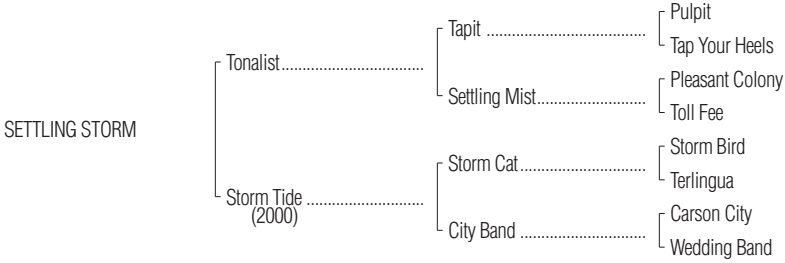 Pulpit
Tapit ......................................
Tap Your Heels
Tonalist..................................
Pleasant Colony
Settling Mist..........................
Toll Fee
SETTLING STORM
Storm Bird
Storm Cat ..............................
Terlingua
Storm Tide ............................
(2000)
Carson City
City Band ..............................
Wedding Band